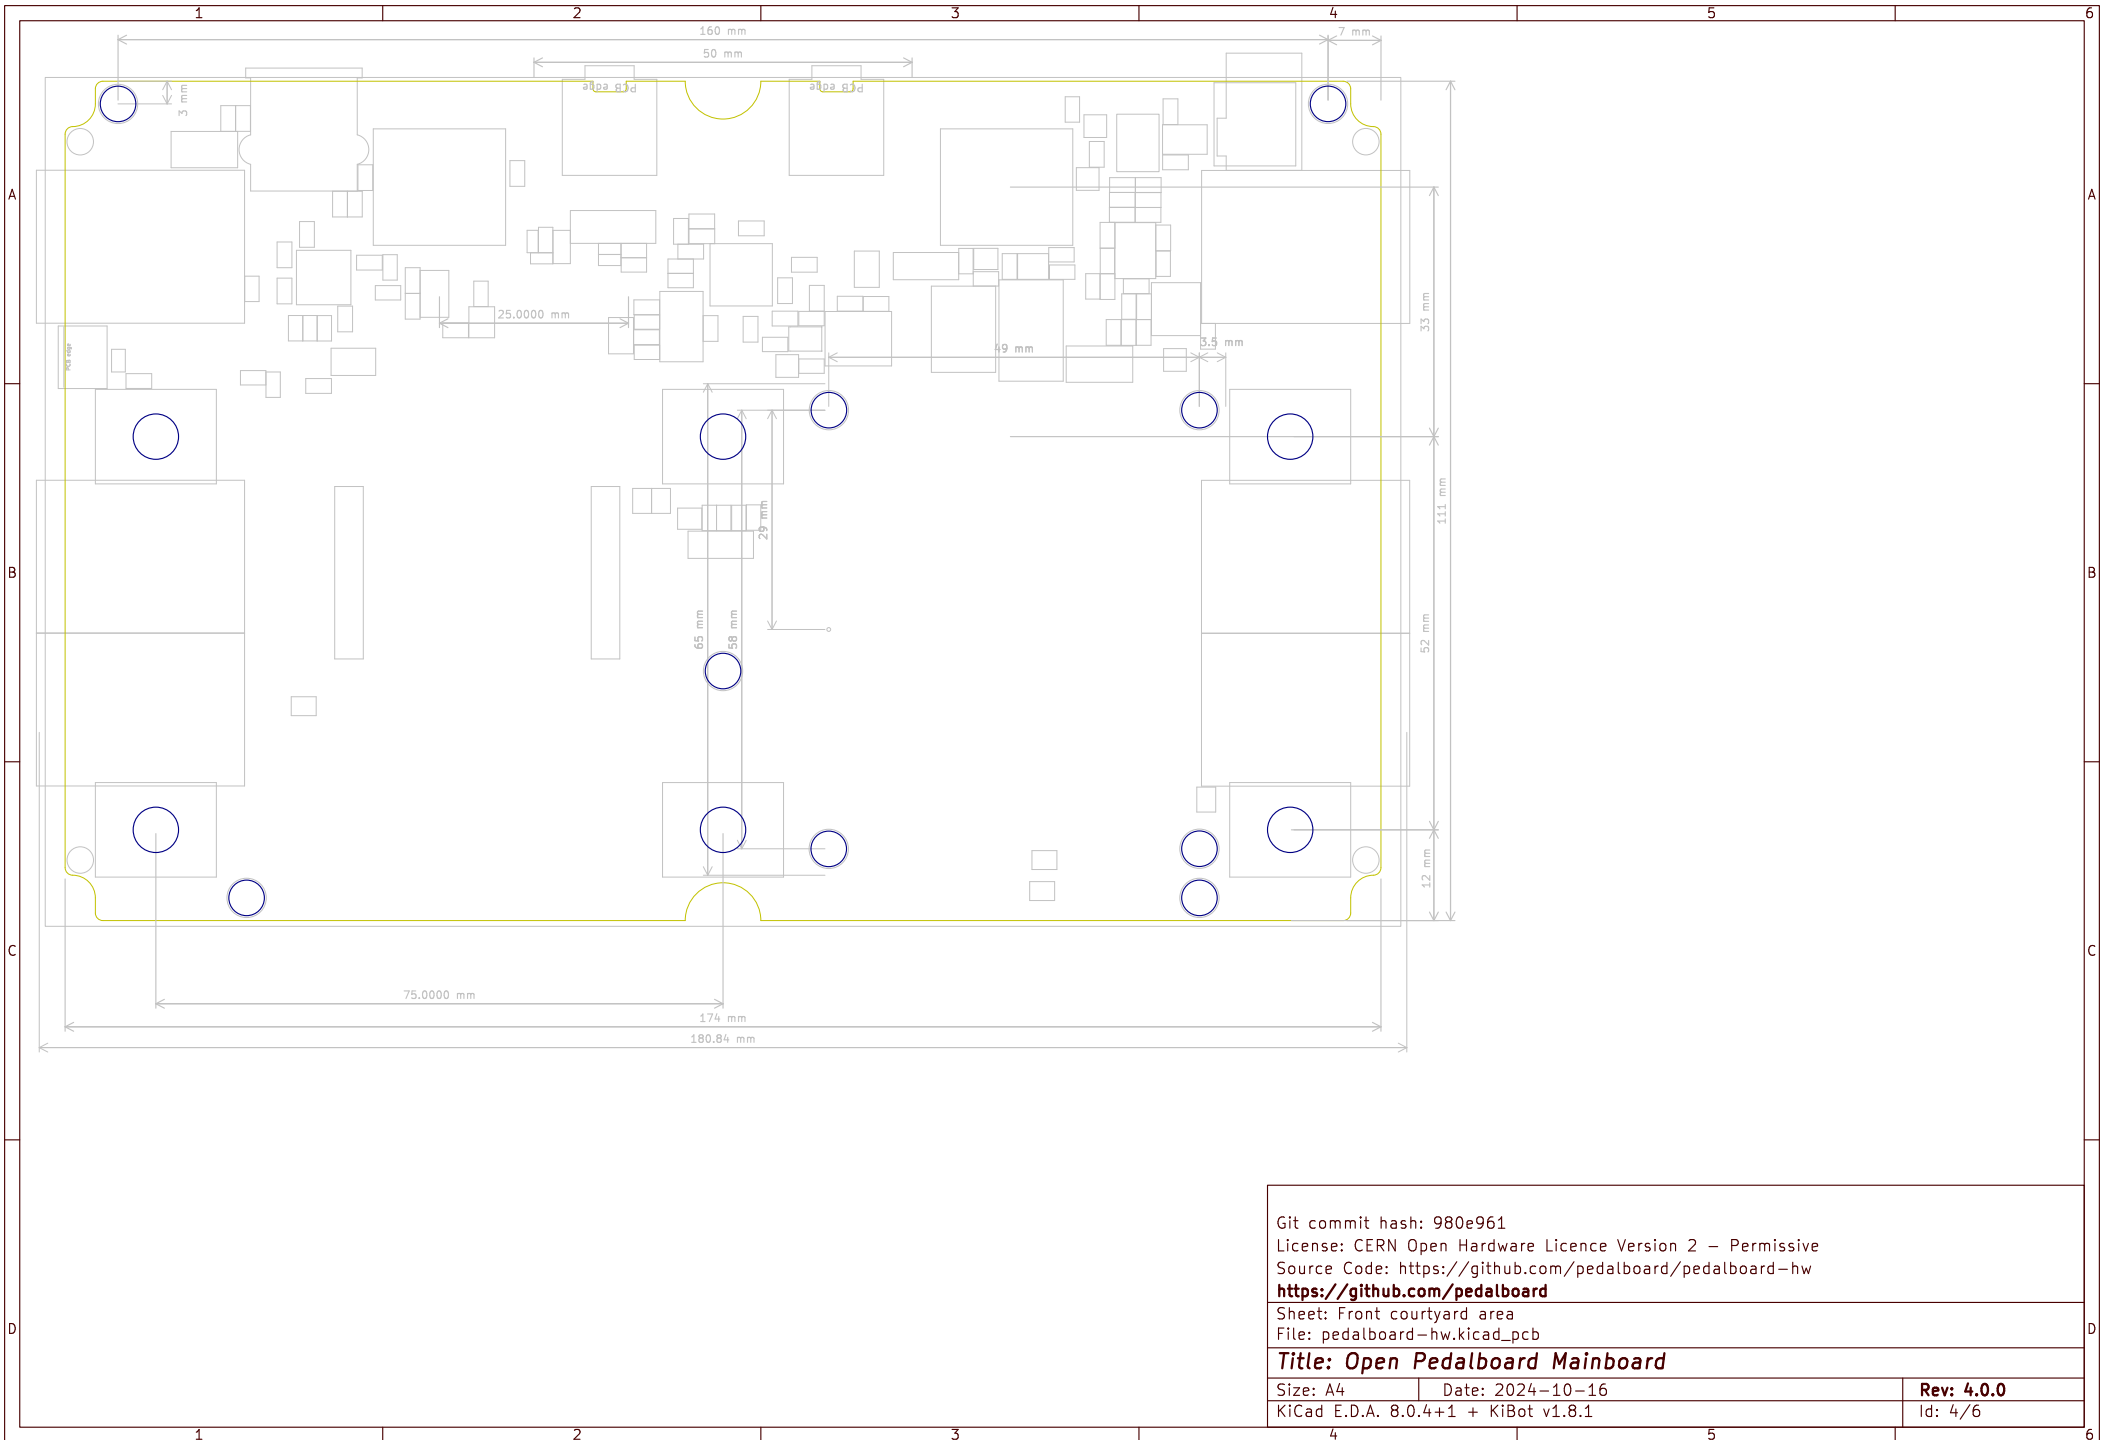 1 2 3 4 5 6
160 mm
7 mm
50 mm
3 mm
PCB edge
PCB edge
A
A
33 mm
25.0000 mm
49 mm
3.5 mm
PCB edge
111 mm
29 mm
B
B
65 mm
58 mm
52 mm
12 mm
C
C
75.0000 mm
174 mm
180.84 mm
Git commit hash: 980e961
License: CERN Open Hardware Licence Version 2 - Permissive
Source Code: https://github.com/pedalboard/pedalboard-hw
https://github.com/pedalboard
Sheet: Front courtyard area
File: pedalboard-hw.kicad_pcb
D
D
Title: Open Pedalboard Mainboard
Size: A4
Date: 2024-10-16
Rev: 4.0.0
KiCad E.D.A. 8.0.4+1 + KiBot v1.8.1
Id: 4/6
1 2 3 4 5 6